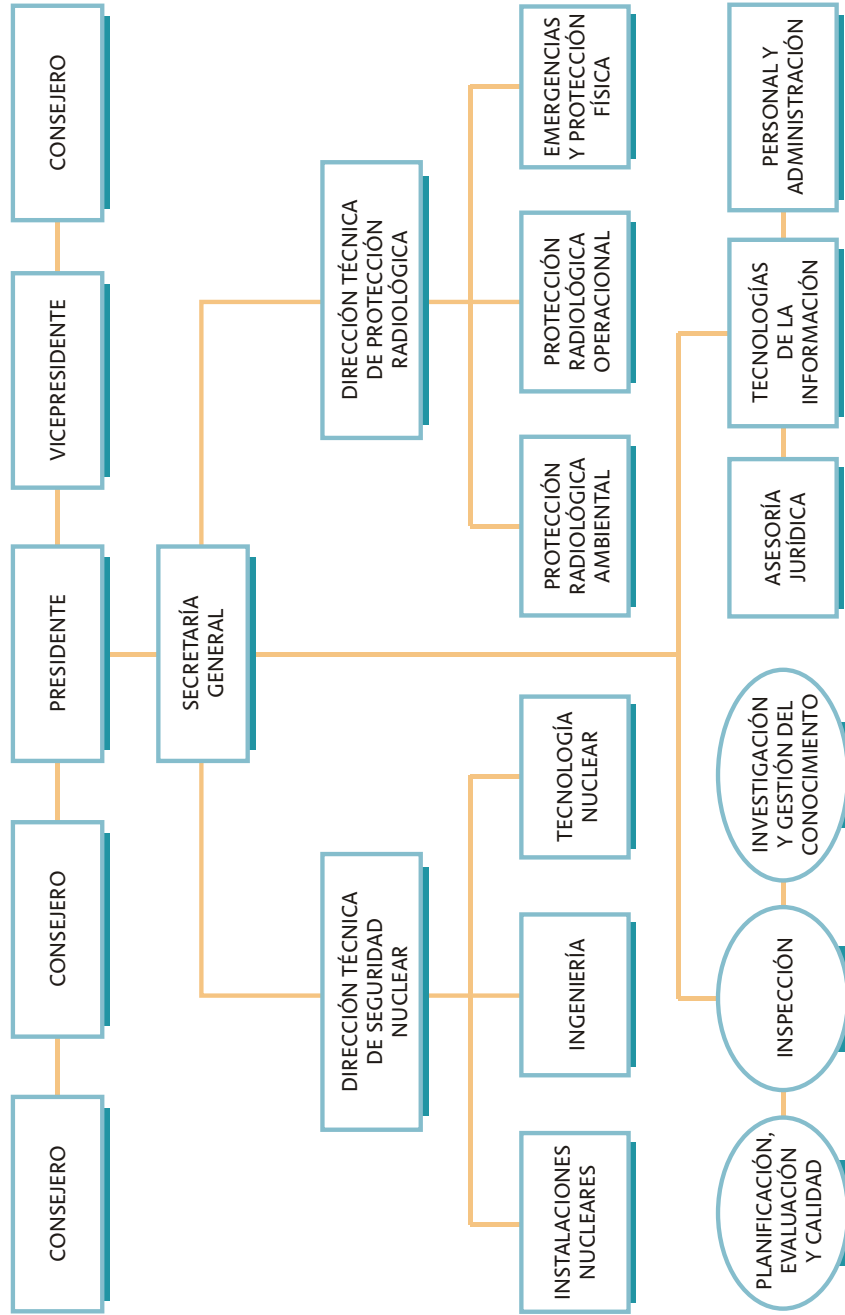 CONSEJERO
CONSEJERO
PRESIDENTE
VICEPRESIDENTE
CONSEJERO
SECRETARÍA
GENERAL
DIRECCIÓN TÉCNICA
DE SEGURIDAD
NUCLEAR
DIRECCIÓN TÉCNICA
DE PROTECCIÓN
RADIOLÓGICA
INSTALACIONES
NUCLEARES
INGENIERÍA
TECNOLOGÍA
NUCLEAR
PROTECCIÓN
RADIOLÓGICA
AMBIENTAL
PROTECCIÓN
RADIOLÓGICA
OPERACIONAL
EMERGENCIAS
Y PROTECCIÓN
FÍSICA
PLANIFICACIÓN,
EVALUACIÓN
Y CALIDAD
INSPECCIÓN
INVESTIGACIÓN
Y GESTIÓN DEL
CONOCIMIENTO
ASESORÍA
JURÍDICA
TECNOLOGÍAS
DE LA
INFORMACIÓN
PERSONAL Y
ADMINISTRACIÓN